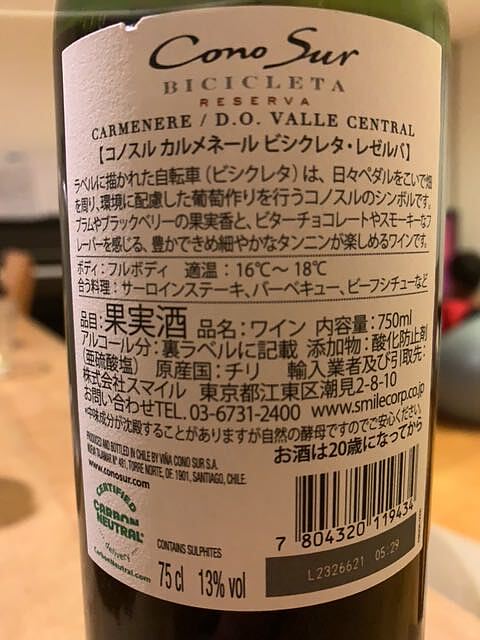 Cono Sur
BICICLETA
RESERVA
CARMENERE / D.O. VALLE CENTRAL
【コノスル カルメネール ビシクレタ・レゼルバ】
ラベルに描かれた自転車(ビシクレタ)は、日々ペダルをこいで畑
を周り、環境に配慮した葡萄作りを行うコノスルのシンボルです。
プラムやブラックベリーの果実香と、ビターチョコレートやスモーキーなフ
レーバーを感じる、豊かできめ細やかなタンニンが楽しめるワインです。
ボディ:フルボディ 適温:16℃〜18℃
合う料理:サーロインステーキ、バーベキュー、ビーフシチューなど
品目:果実酒 品名:ワイン 内容量:750ml
アルコール分:裏ラベルに記載 添加物:酸化防止剤
(亜硫酸塩) 原産国:チリ 輸入業者及び引取先:
株式会社スマイル 東京都江東区潮見2-8-10
お問い合わせTEL.03-6731-2400 www.smilecorp.co.jp
※中味成分が沈殿することがありますが自然の酵母ですのでご安心ください。
お酒は20歳になってから
PRODUCED AND BOTTLED IN CHILE BY VIÑA CONO SUR S.A.
NUEVA TAJAMAR N° 481, TORRE NORTE, OF. 1901, SANTIAGO, CHILE.
www.conosur.com
CERTIFIED
CARBON
NEUTRAL
delivery
CarbonNeutral.com
CONTAINS SULPHITES
75 cl 13% vol
7 804320 119434
L2326621 05:29